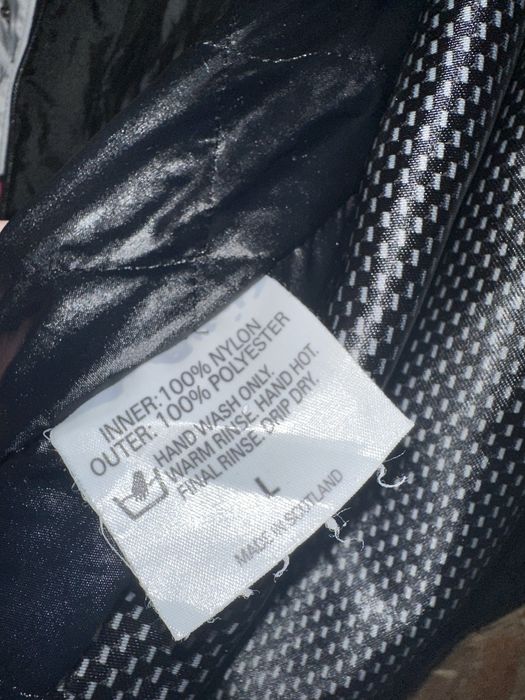 INNER: 100% NYLON
OUTER: 100% POLYESTER
HAND WASH ONLY.
WARM RINSE. HAND HOT.
FINAL RINSE. DRIP DRY.
L
MADE IN SCOTLAND